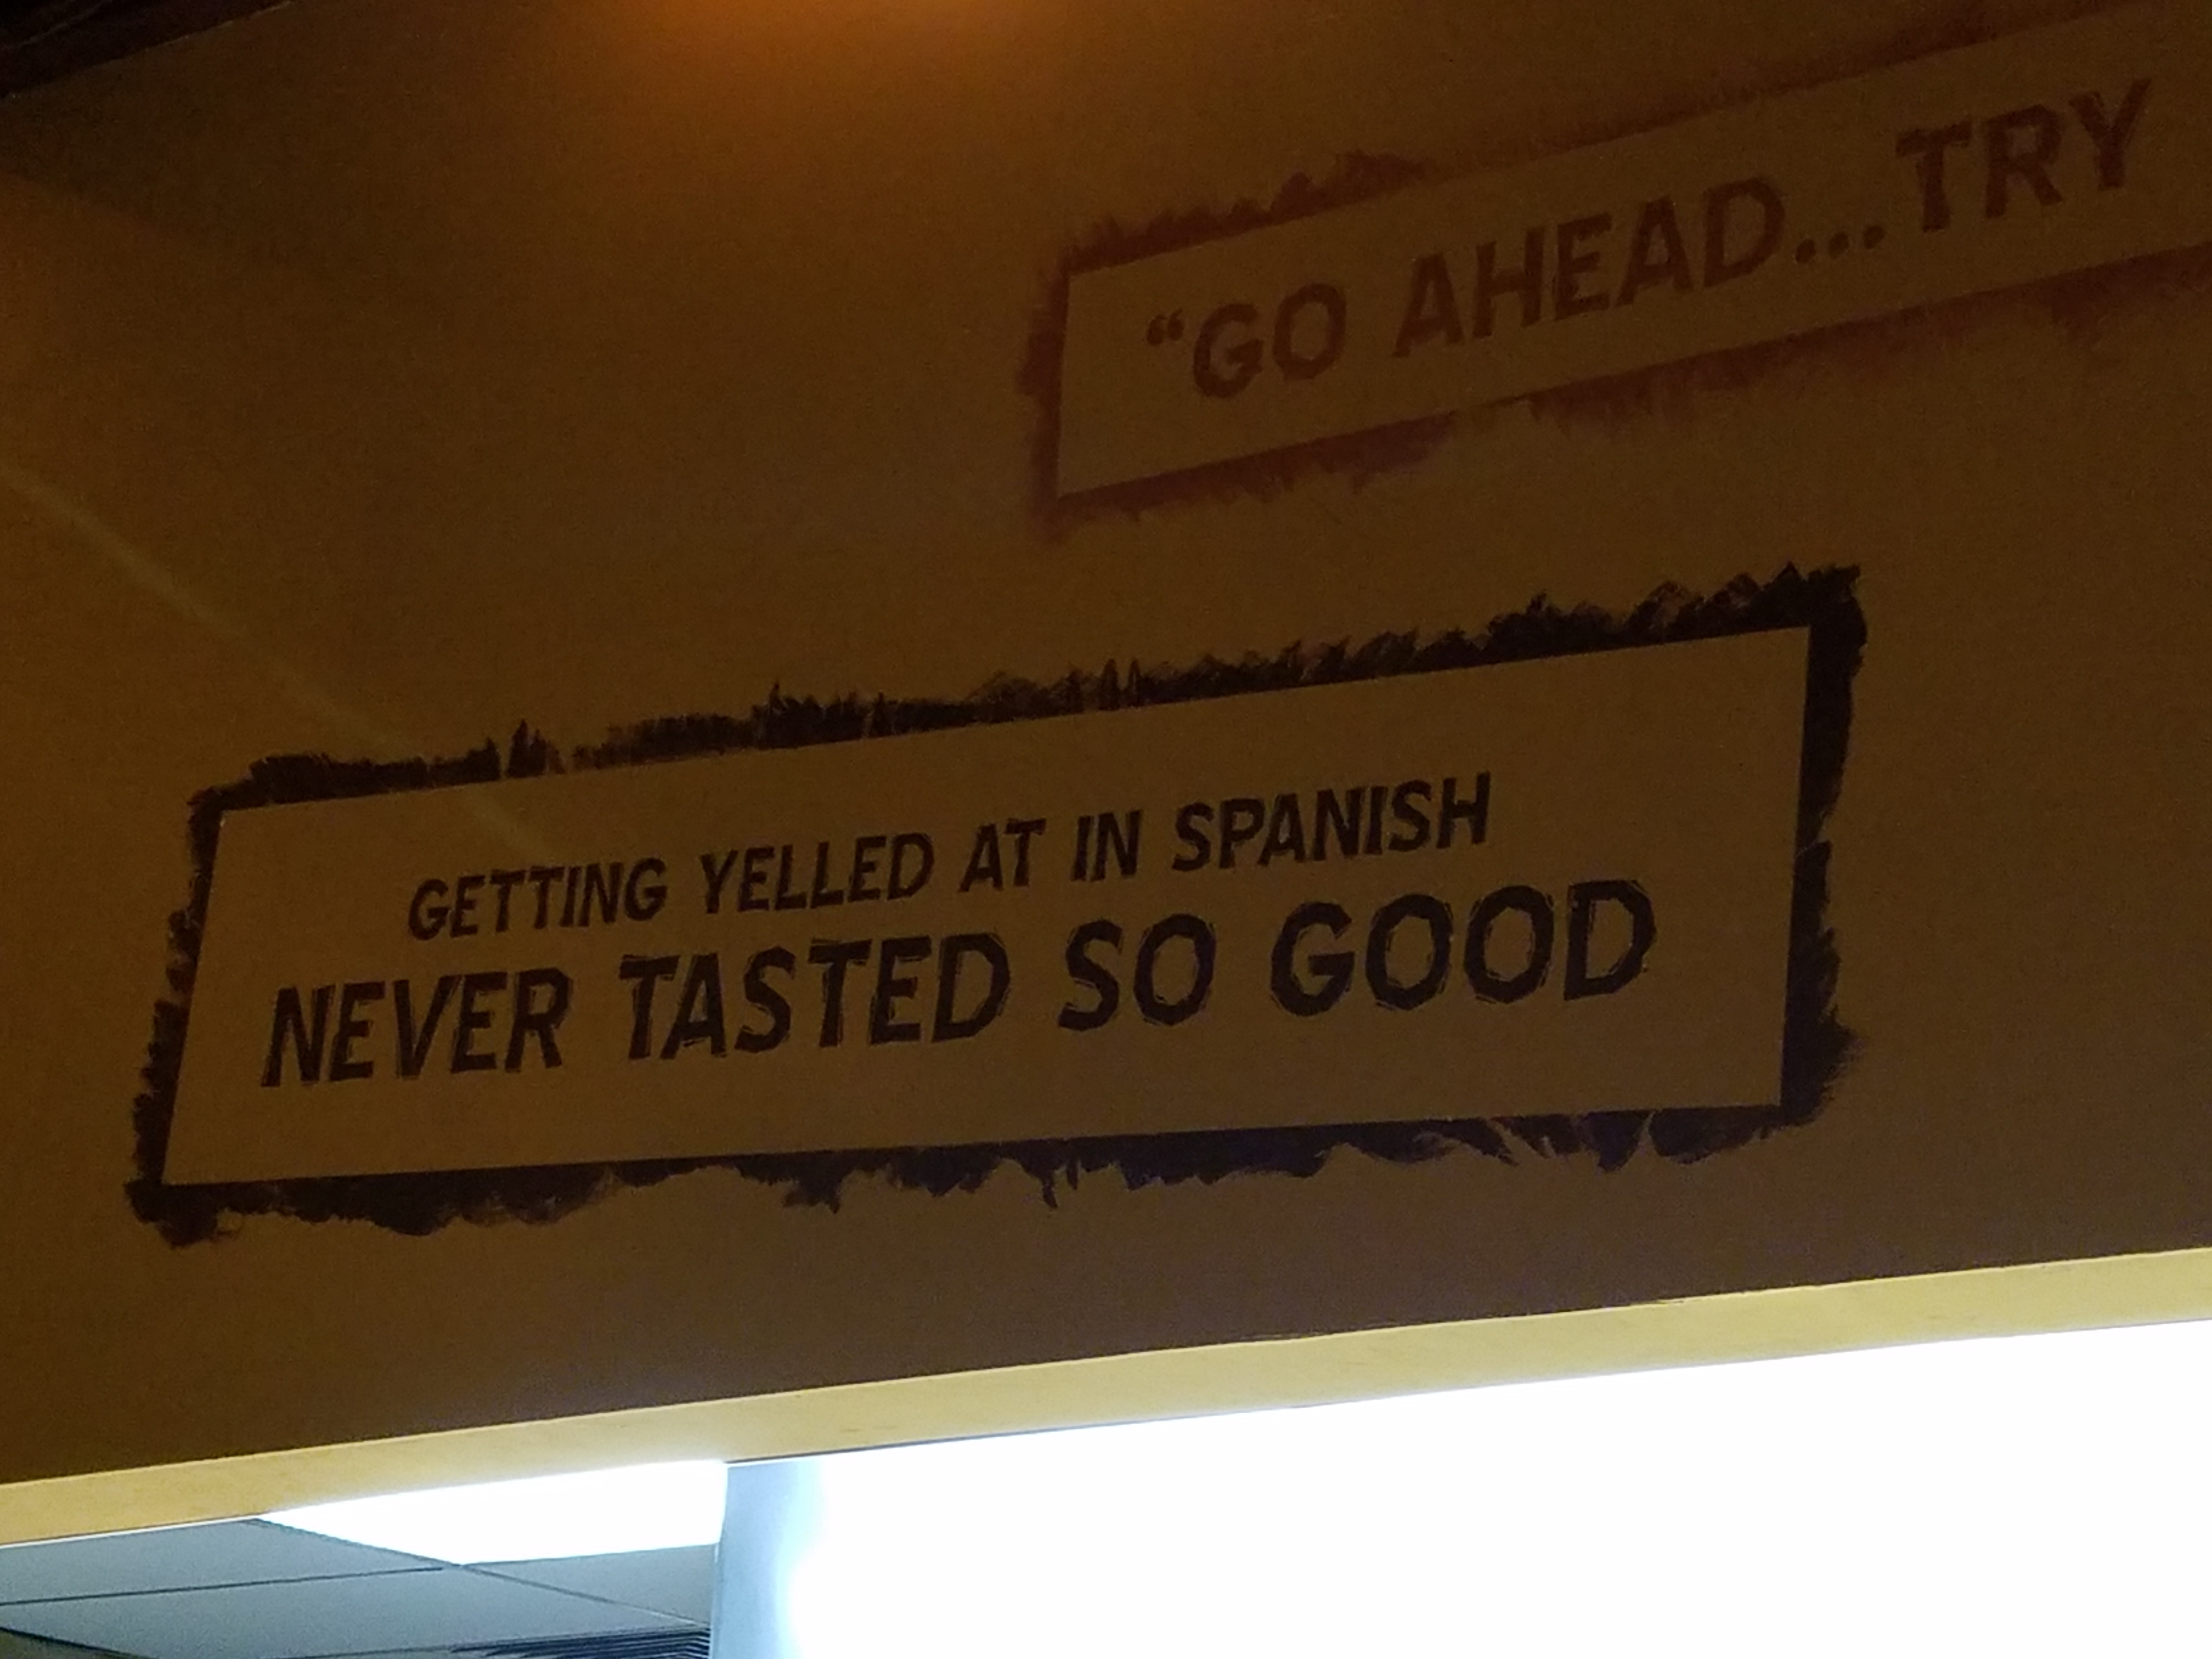 “GO AHEAD...TRY
GETTING YELLED AT IN SPANISH
NEVER TASTED SO GOOD